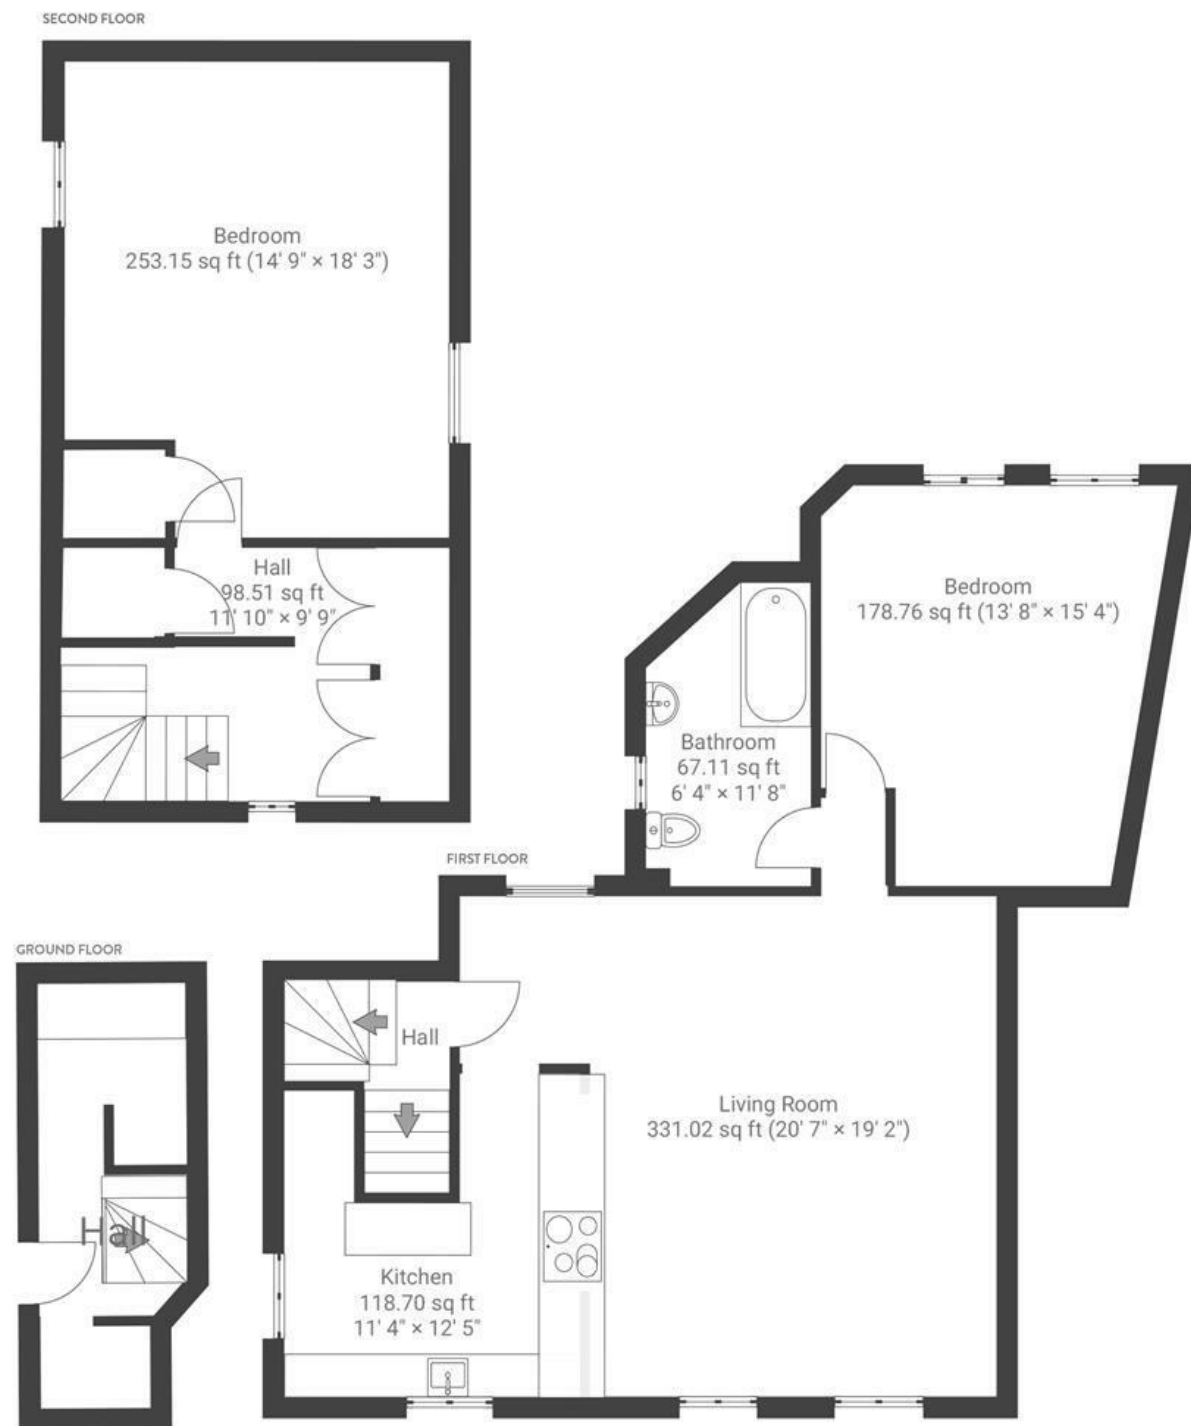 SECOND FLOOR
Bedroom
253.15 sq ft (14' 9" × 18' 3")
Hall
98.51 sq ft
11' 10" × 9' 9"
Bedroom
178.76 sq ft (13' 8" × 15' 4")
Bathroom
67.11 sq ft
6' 4" × 11' 8"
FIRST FLOOR
Hall
Living Room
331.02 sq ft (20' 7" × 19' 2")
Kitchen
118.70 sq ft
11' 4" × 12' 5"
GROUND FLOOR
Hall